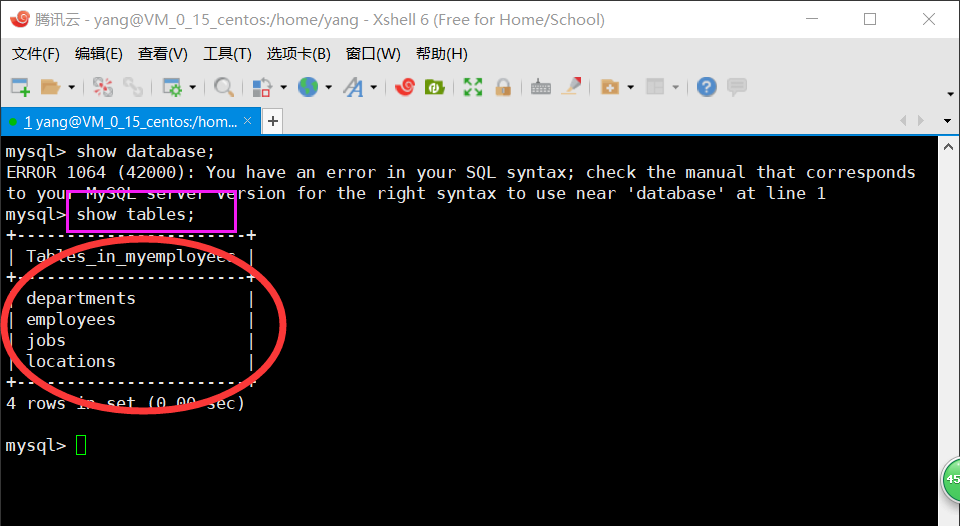 腾讯云 - yang@VM_0_15_centos:/home/yang - Xshell 6 (Free for Home/School)
文件(F) 编辑(E) 查看(V) 工具(T) 选项卡(B) 窗口(W) 帮助(H)
1 yang@VM_0_15_centos:/hom...
mysql> show database;
ERROR 1064 (42000): You have an error in your SQL syntax; check the manual that corresponds
to your MySQL server version for the right syntax to use near 'database' at line 1
mysql> show tables;
+-----------------------+
| Tables_in_myemployees |
+-----------------------+
| departments           |
| employees             |
| jobs                  |
| locations             |
+-----------------------+
4 rows in set (0.00 sec)
mysql>
45